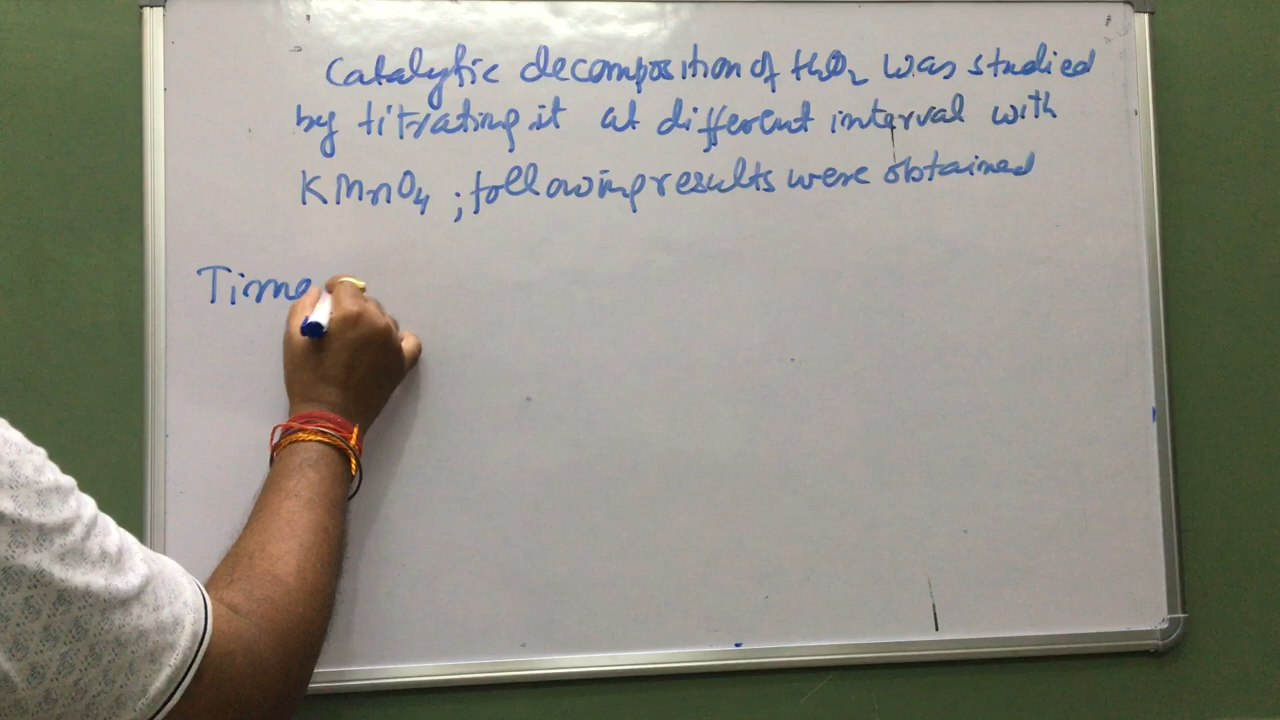 Catalytic decomposition of H2O2 was studied
by titrating it at different interval with
KMnO4 ; following results were obtained
Time